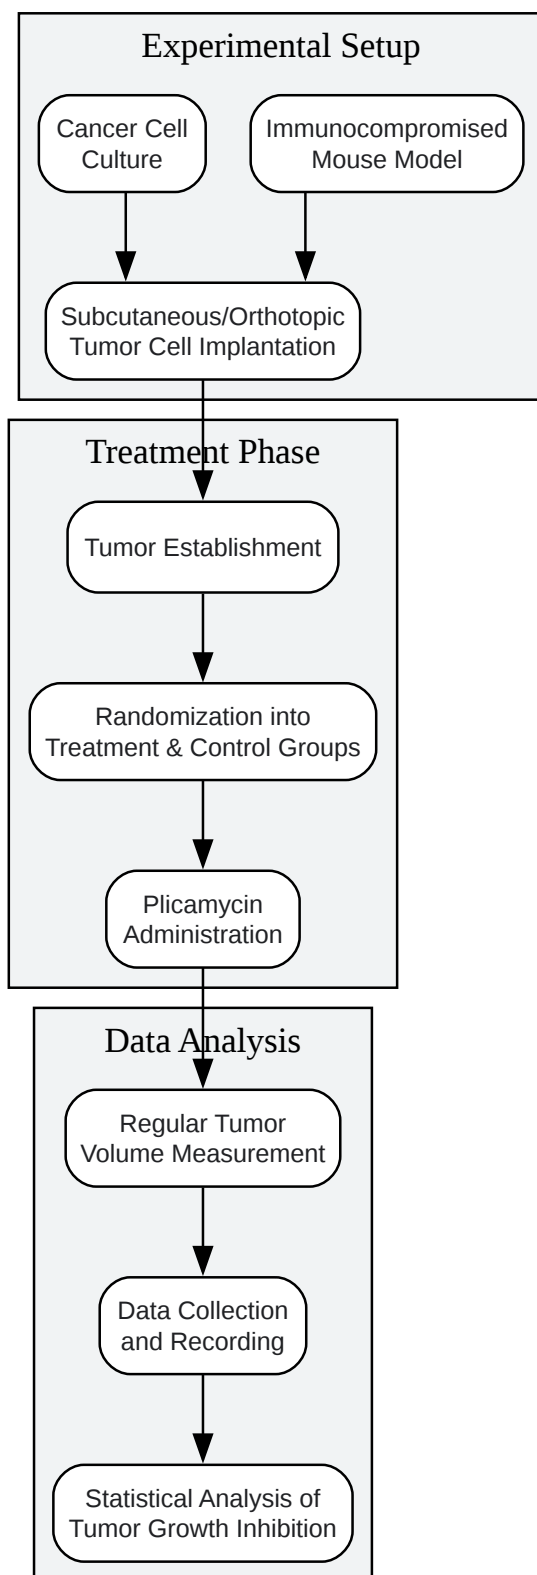 Experimental Setup
Cancer Cell
Culture
Immunocompromised
Mouse Model
Subcutaneous/Orthotopic
Tumor Cell Implantation
Treatment Phase
Tumor Establishment
Randomization into
Treatment & Control Groups
Plicamycin
Administration
Data Analysis
Regular Tumor
Volume Measurement
Data Collection
and Recording
Statistical Analysis of
Tumor Growth Inhibition